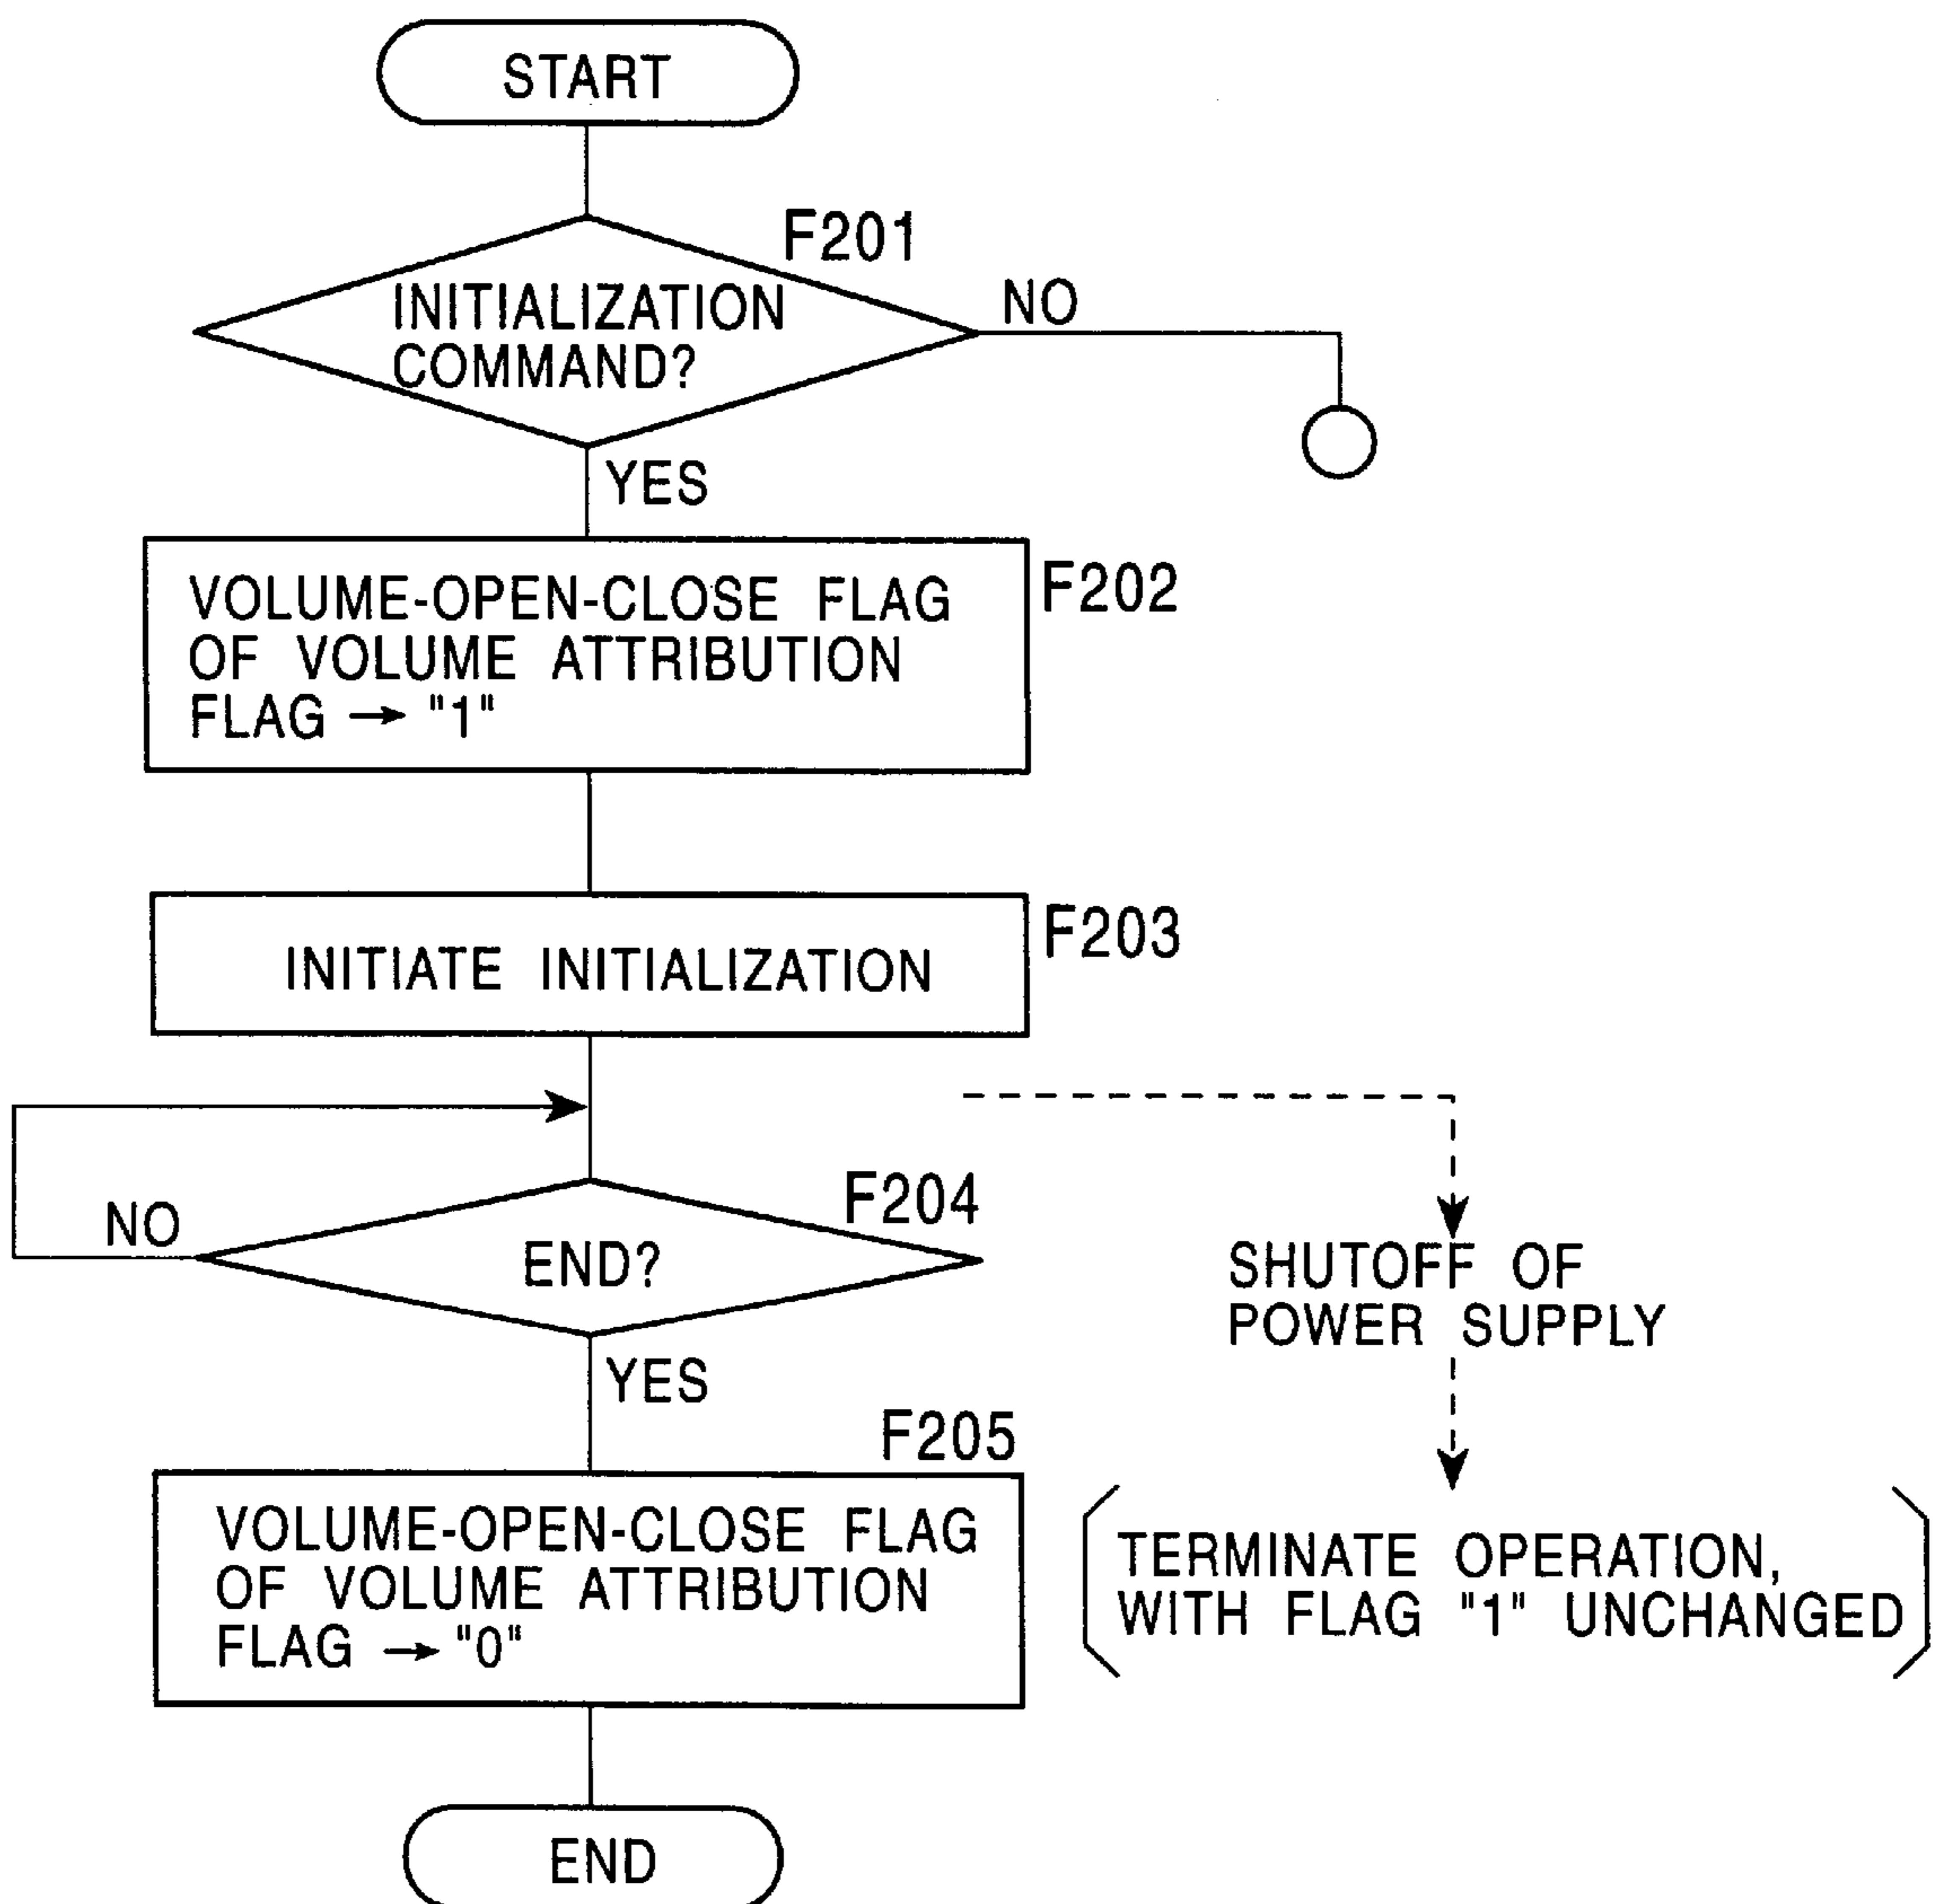 START
F201
INITIALIZATION
COMMAND?
NO
YES
VOLUME-OPEN-CLOSE FLAG
OF VOLUME ATTRIBUTION
FLAG → "1"
F202
INITIATE INITIALIZATION
F203
F204
NO
END?
YES
SHUTOFF OF
POWER SUPPLY
F205
VOLUME-OPEN-CLOSE FLAG
OF VOLUME ATTRIBUTION
FLAG → "0"
TERMINATE OPERATION,
WITH FLAG "1" UNCHANGED
END